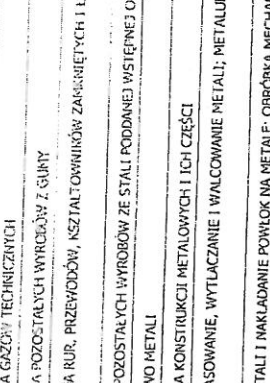 A GAZÓW TECHNICZNYCH
A POZOSTAŁYCH WYROBÓW Z GUMY
A RUR, PRZEWODÓW, KSZTAŁTOWNIKÓW ZAMKNIĘTYCH I Ł
POZOSTAŁYCH WYROBÓW ZE STALI PODDANEJ WSTĘPNEJ O
VO METALI
A KONSTRUKCJI METALOWYCH I ICH CZĘŚCI
SOWANIE, WYTŁACZANIE I WALCOWANIE METALI; METALU
TALI I NAKŁADANIE POWŁOK NA METALE; OBRÓBKA MECHA